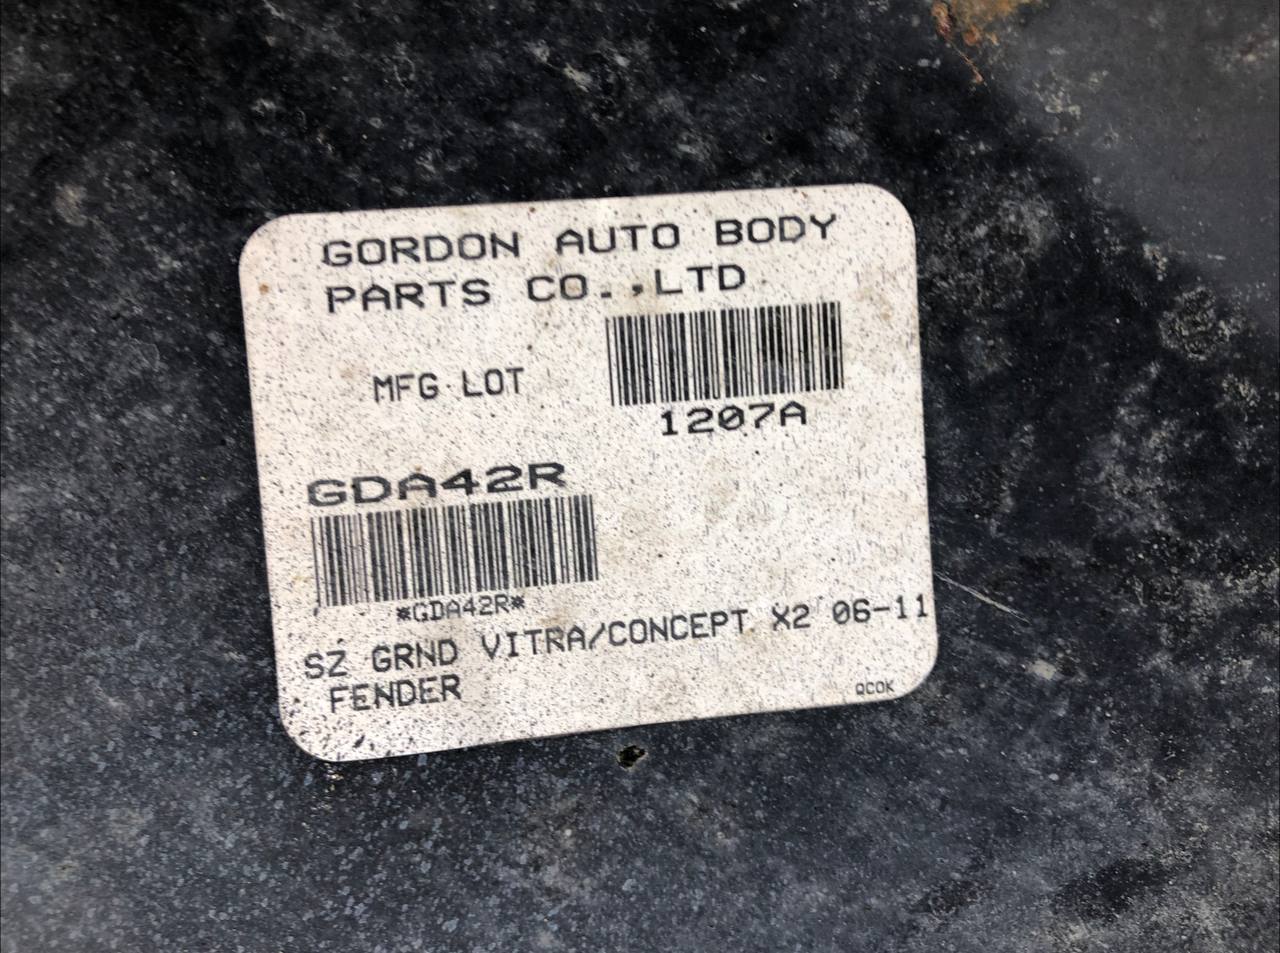 GORDON AUTO BODY
PARTS CO.,LTD
MFG LOT
1207A
GDA42R
*GDA42R*
SZ GRND VITRA/CONCEPT X2 06-11
FENDER
QCOK